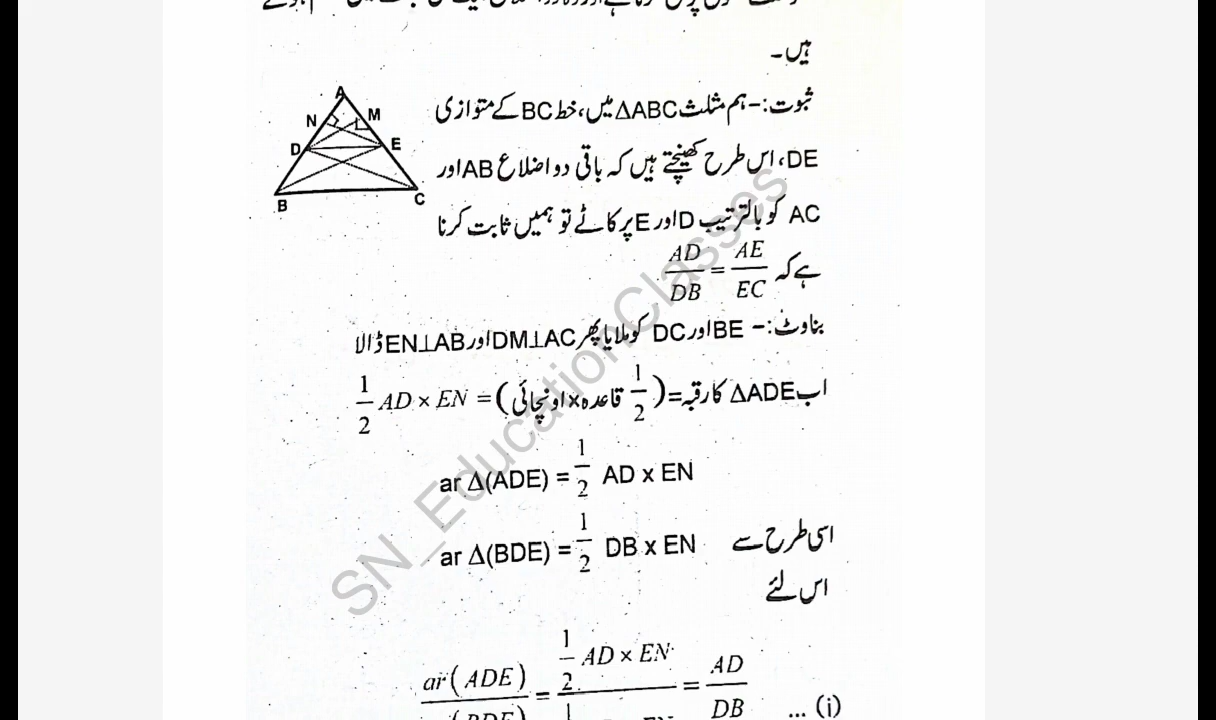 ہیں۔
ثبوت:- ہم مثلث ΔABC میں، خط BC کے متوازی
DE، اس طرح کھینچتے ہیں کہ باقی دو اضلاع AB اور
AC کو بالترتیب D اور E پر کاٹے تو ہمیں ثابت کرنا
ہے کہ AD/DB = AE/EC
A
N
M
D
E
B
C
بناوٹ:- BE اور DC کو ملایا پھر DM⊥AC اور EN⊥AB ڈالا
اب ΔADE کا رقبہ = (1/2 قاعدہ x اونچائی) = 1/2 AD × EN
ar Δ(ADE) = 1/2 AD x EN
اسی طرح سے ar Δ(BDE) = 1/2 DB x EN
اس لئے
ar(ADE) / (BDE) = 1/2 AD × EN / 1 EN = AD/DB ... (i)
SN_EducationClasses